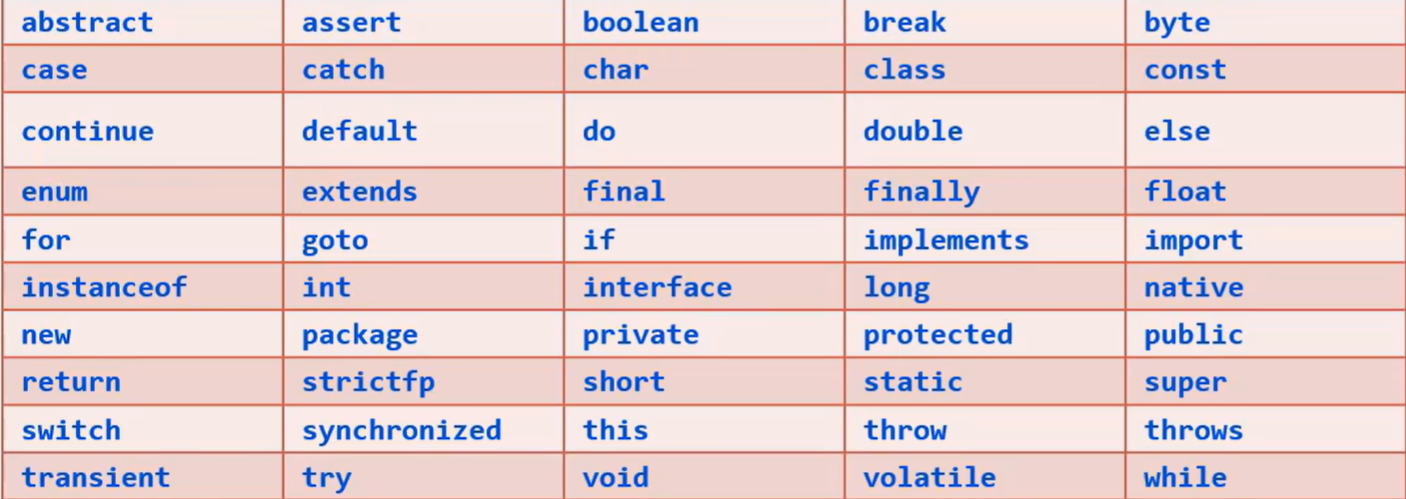 abstract assert boolean break byte
case catch char class const
continue default do double else
enum extends final finally float
for goto if implements import
instanceof int interface long native
new package private protected public
return strictfp short static super
switch synchronized this throw throws
transient try void volatile while